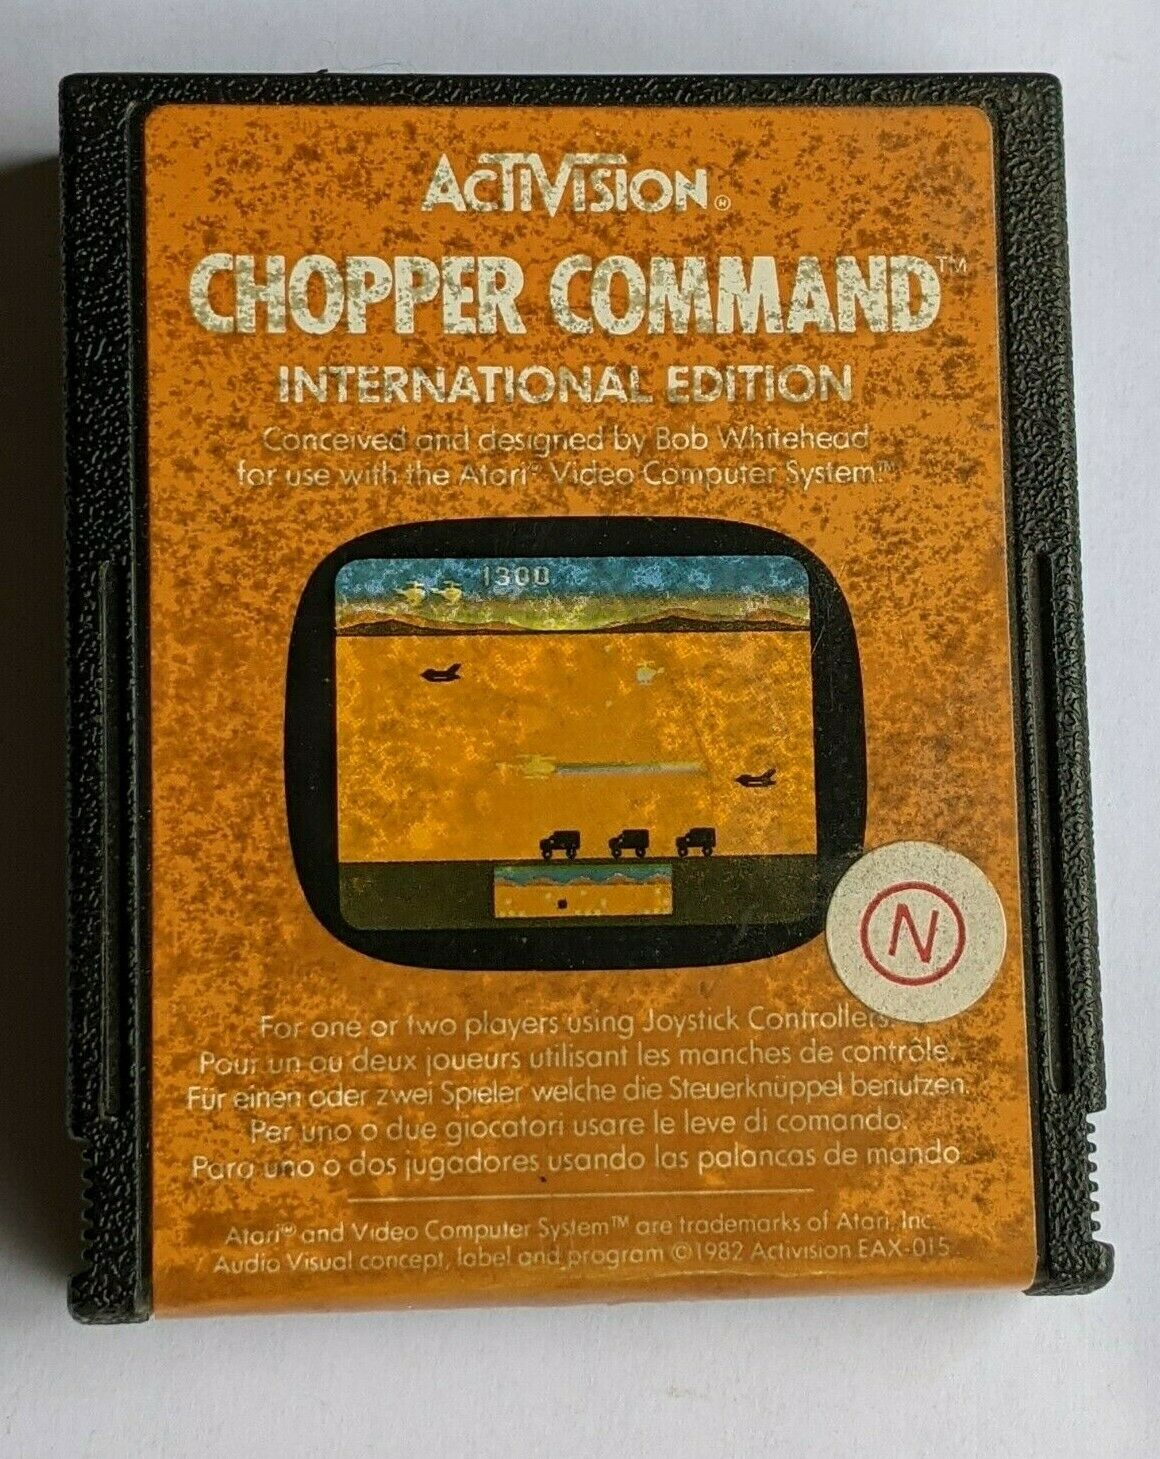 ACTIVISION®
CHOPPER COMMAND™
INTERNATIONAL EDITION
Conceived and designed by Bob Whitehead
for use with the Atari® Video Computer System™.
1300
N
For one or two players using Joystick Controllers.
Pour un ou deux joueurs utilisant les manches de contrôle.
Für einen oder zwei Spieler welche die Steuerknüppel benutzen.
Per uno o due giocatori usare le leve di comando.
Para uno o dos jugadores usando las palancas de mando
Atari® and Video Computer System™ are trademarks of Atari, Inc.
Audio Visual concept, label and program ©1982 Activision EAX-015